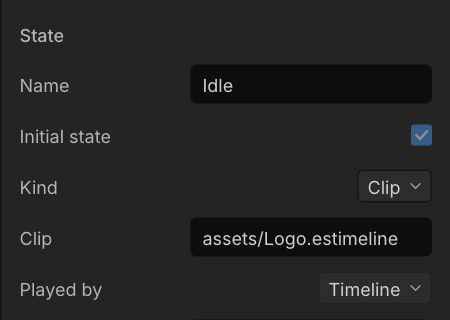 State
Name Idle
Initial state
Kind Clip
Clip assets/Logo.estimeline
Played by Timeline